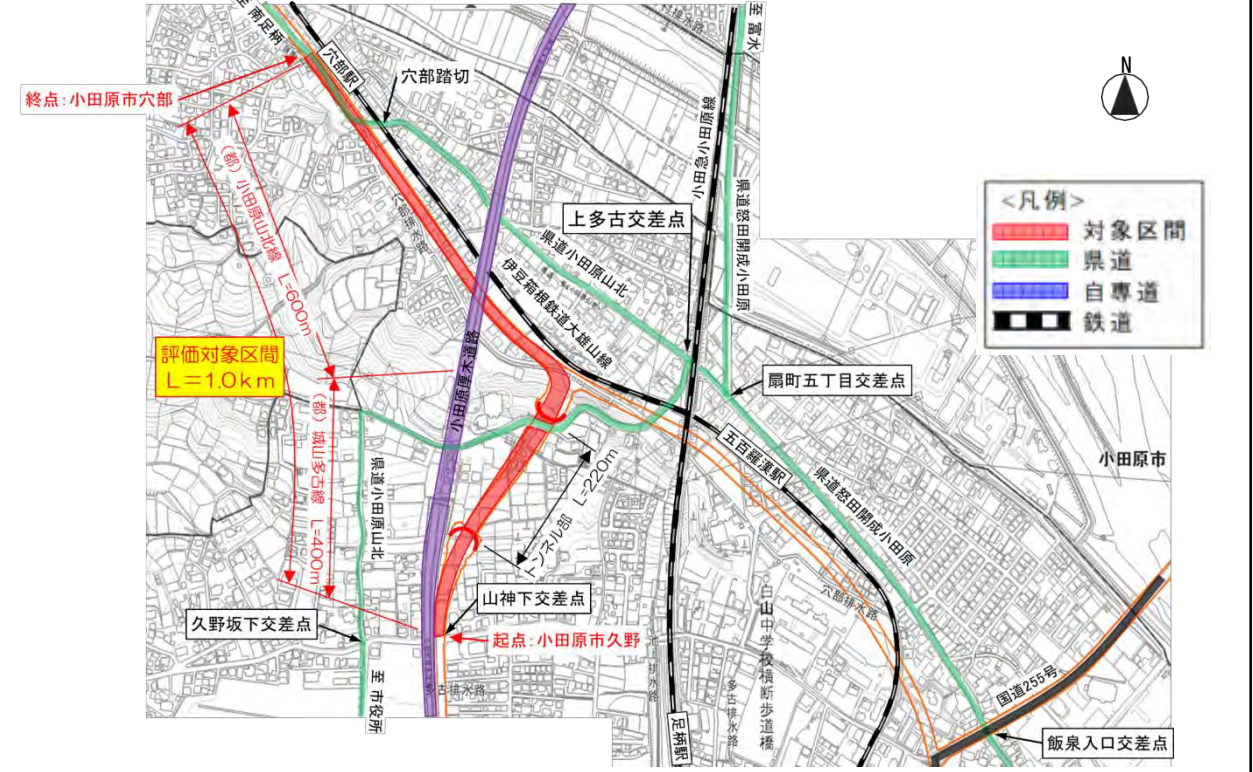 至 南足柄
穴部駅
穴部踏切
至 富水
N
終点:小田原市穴部
小田急小田原線
県道怒田開成小田原
(都)小田原山北線 L=600m
穴部排水路
上多古交差点
県道小田原山北
伊豆箱根鉄道大雄山線
<凡例>
対象区間
県道
自専道
鉄道
評価対象区間
L=1.0km
小田原厚木道路
扇町五丁目交差点
五百羅漢駅
小田原市
県道怒田開成小田原
(都)城山多古線 L=400m
県道小田原山北
トンネル部 L=220m
穴部排水路
山神下交差点
久野坂下交差点
起点:小田原市久野
白山中学校横断歩道橋
至 市役所
多古排水路
多古排水路
足柄駅
国道255号
飯泉入口交差点